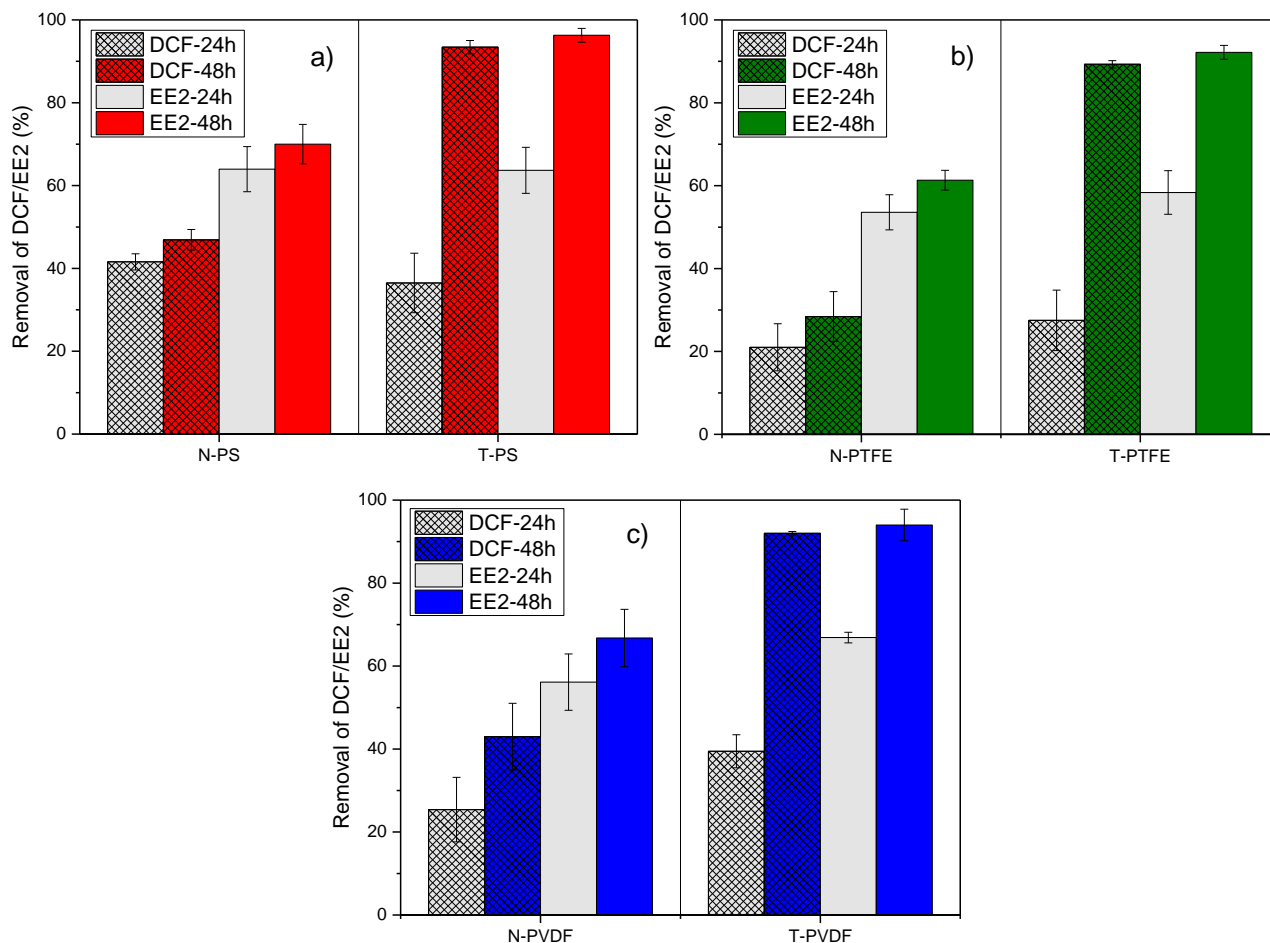 100
80
60
40
20
0
Removal of DCF/EE2 (%)
DCF-24h
DCF-48h
EE2-24h
EE2-48h
a)
N-PS
T-PS
100
80
60
40
20
0
Removal of DCF/EE2 (%)
DCF-24h
DCF-48h
EE2-24h
EE2-48h
b)
N-PTFE
T-PTFE
100
80
60
40
20
0
Removal of DCF/EE2 (%)
DCF-24h
DCF-48h
EE2-24h
EE2-48h
c)
N-PVDF
T-PVDF